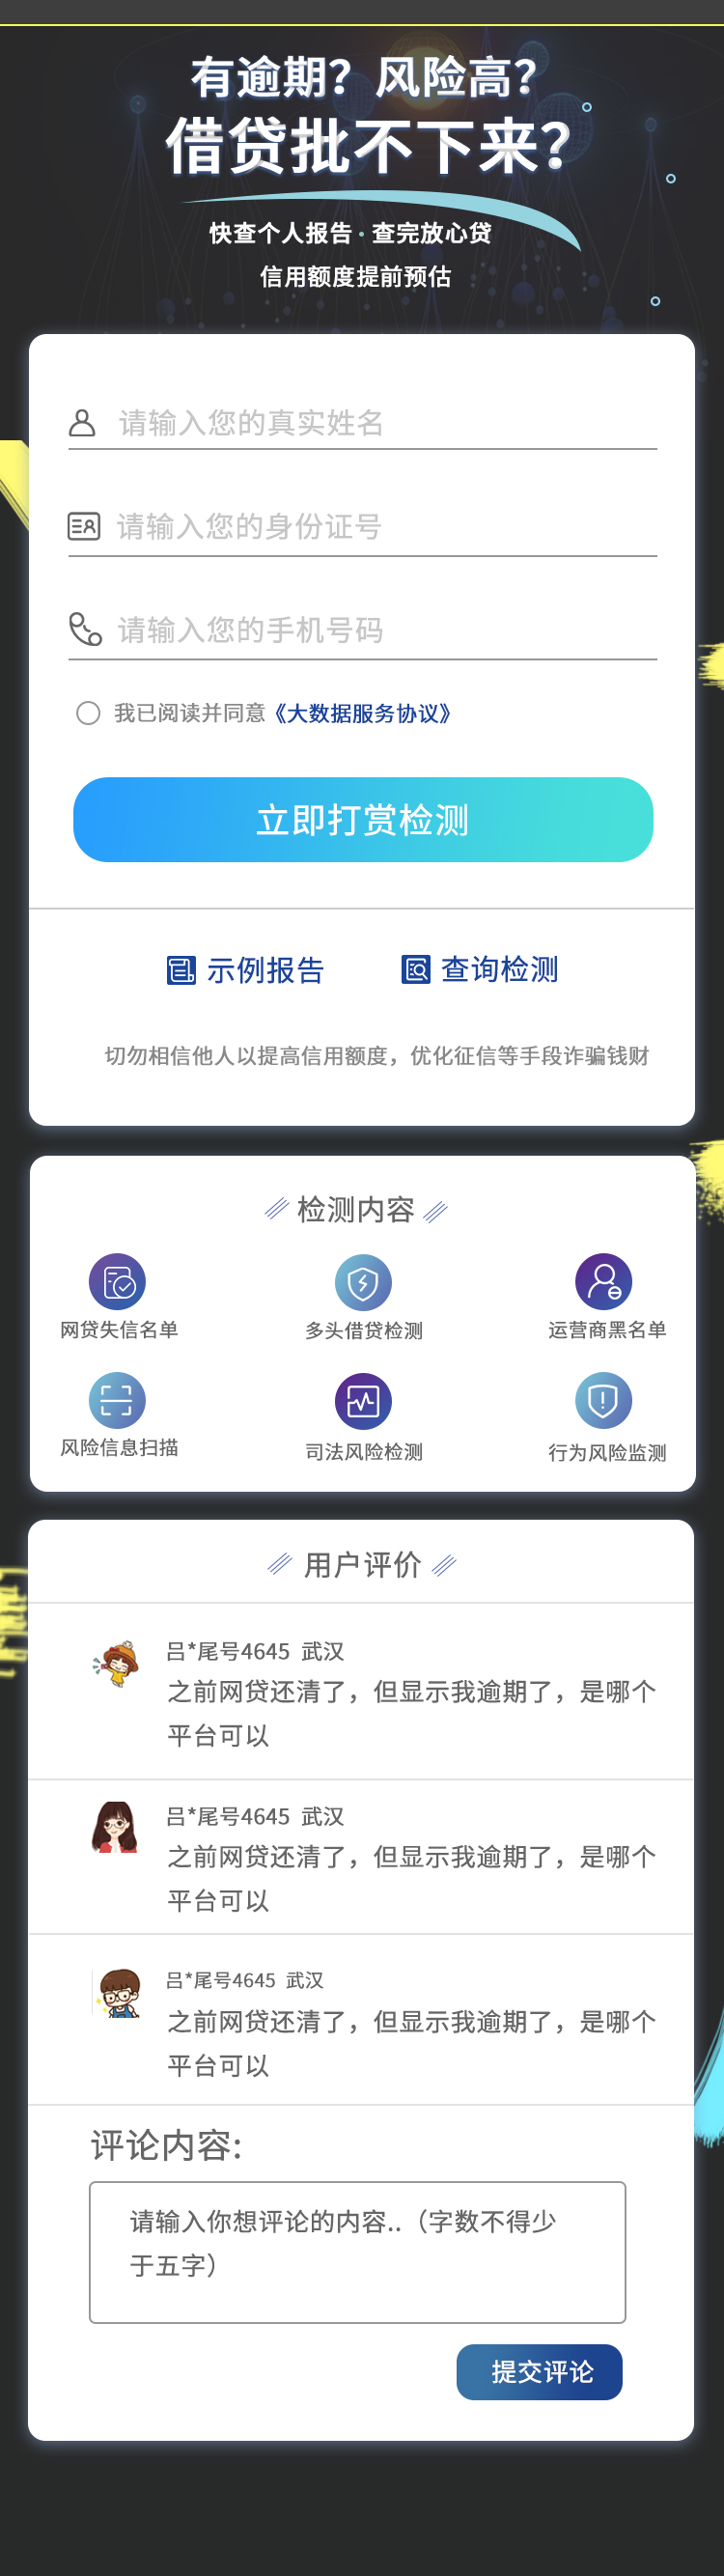 有逾期？风险高？
借贷批不下来？
快查个人报告·查完放心贷
信用额度提前预估
请输入您的真实姓名
请输入您的身份证号
请输入您的手机号码
我已阅读并同意《大数据服务协议》
立即打赏检测
示例报告 查询检测
切勿相信他人以提高信用额度，优化征信等手段诈骗钱财
检测内容
网贷失信名单 多头借贷检测 运营商黑名单
风险信息扫描 司法风险检测 行为风险监测
用户评价
吕*尾号4645 武汉
之前网贷还清了，但显示我逾期了，是哪个
平台可以
吕*尾号4645 武汉
之前网贷还清了，但显示我逾期了，是哪个
平台可以
吕*尾号4645 武汉
之前网贷还清了，但显示我逾期了，是哪个
平台可以
评论内容:
请输入你想评论的内容..（字数不得少
于五字）
提交评论